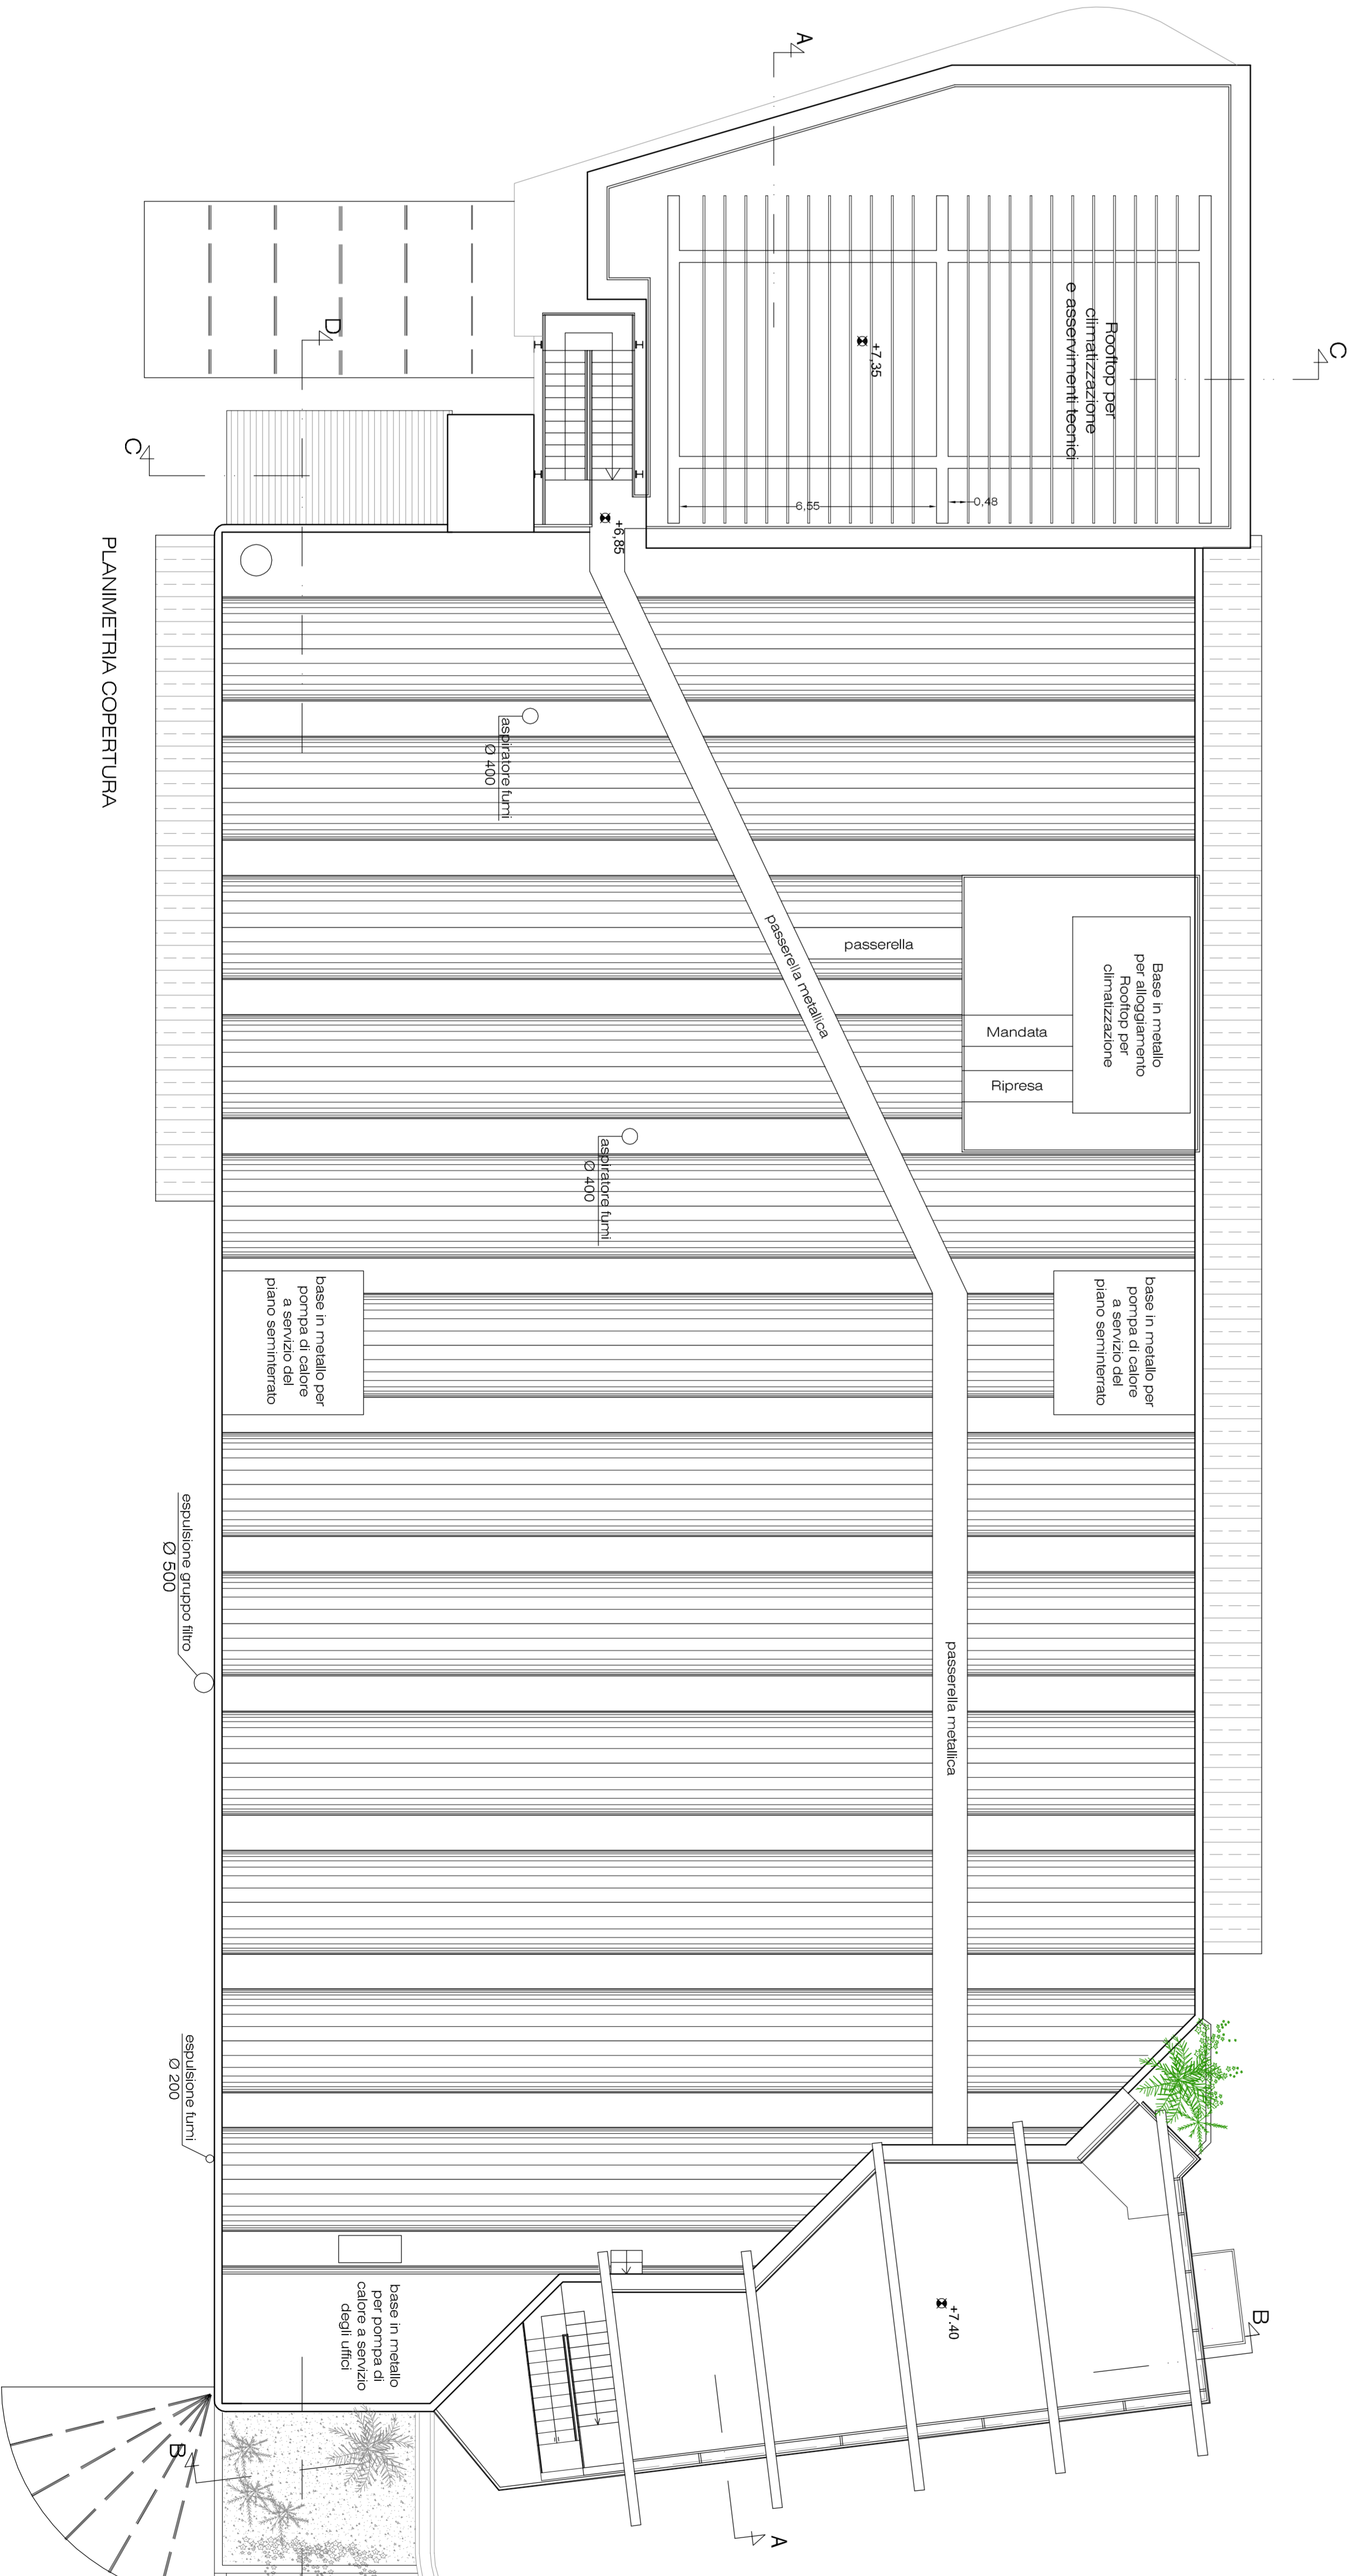 A
C
Rooftop per
climatizzazione
e asservimenti tecnici
+7,35
D
C
6,55
0,48
+6,85
PLANIMETRIA COPERTURA
aspiratore fumi
Ø 400
passerella metallica
passerella
Base in metallo
per alloggiamento
Rooftop per
climatizzazione
Mandata
Ripresa
aspiratore fumi
Ø 400
base in metallo per
pompa di calore
a servizio del
piano seminterrato
base in metallo per
pompa di calore
a servizio del
piano seminterrato
espulsione gruppo filtro
Ø 500
passerella metallica
espulsione fumi
Ø 200
base in metallo
per pompa di
calore a servizio
degli uffici
+7.40
B
B
A